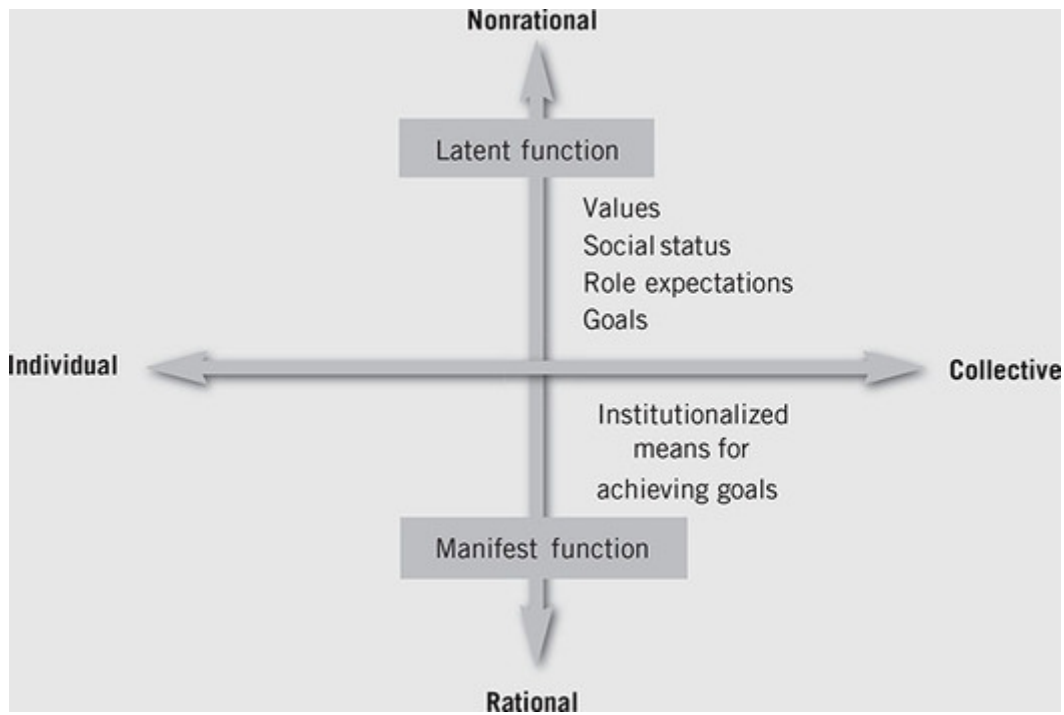 Nonrational
Latent function
Values
Social status
Role expectations
Goals
Individual
Collective
Institutionalized
means for
achieving goals
Manifest function
Rational